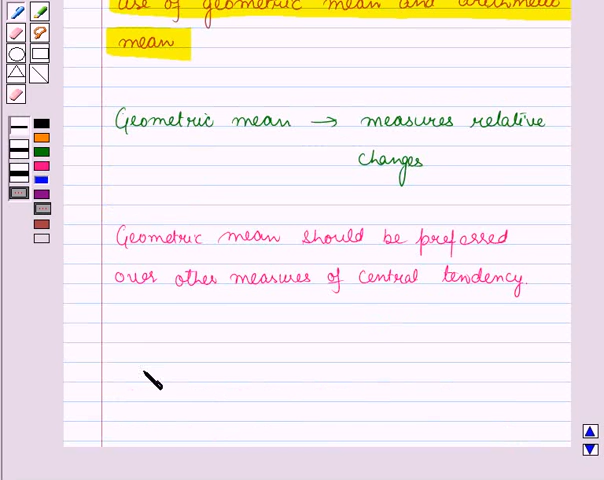 use of geometric mean and arithmetic
mean
Geometric mean → measures relative
changes
Geometric mean should be preferred
over other measures of central tendency.